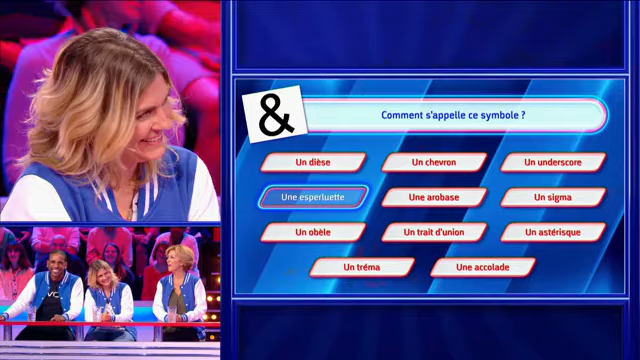 &
Comment s'appelle ce symbole ?
Un dièse
Un chevron
Un underscore
Une esperluette
Une arobase
Un sigma
Un obèle
Un trait d'union
Un astérisque
Un tréma
Une accolade